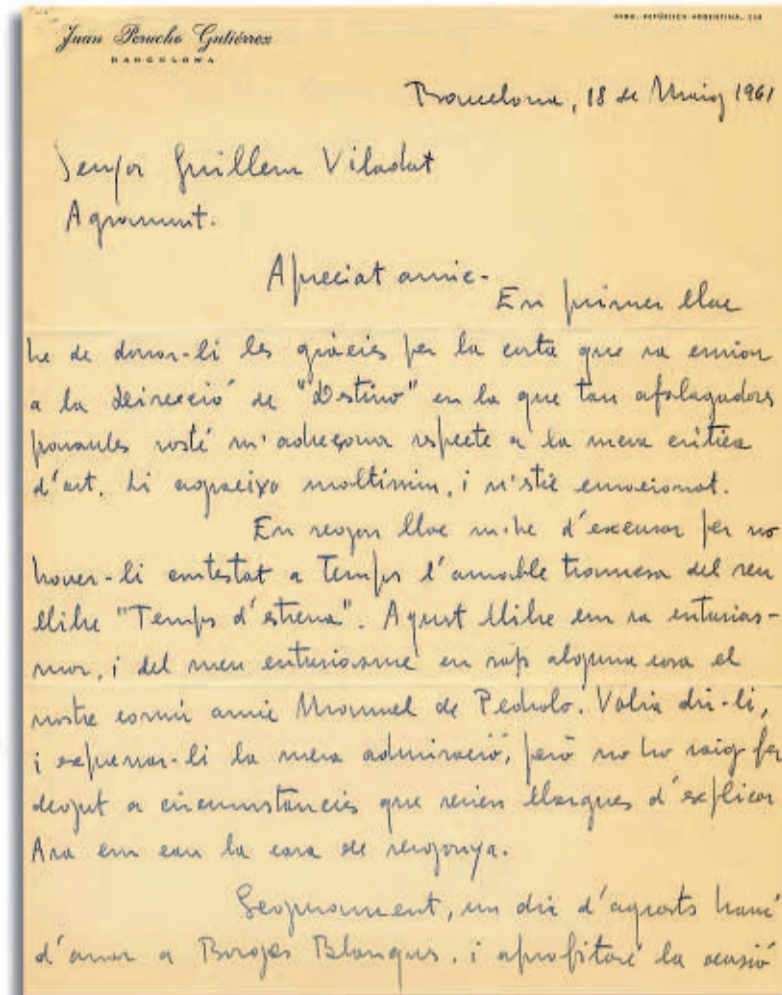 Juan Perucho Gutiérrez
BARCELONA
AVDA. REPÚBLICA ARGENTINA, 248
Barcelona, 18 de Maig 1961
Senyor Guillem Viladot
Agramunt.
Apreciat amic-
En primer lloc
he de donar-li les gràcies per la carta que va enviar
a la direcció de "Destino" en la que tan afalagadors
paraules vosté m'adreçava respecte a la meva crítica
d'art. Li agraeixo moltíssim, i n'stic emocionat.
En segon lloc m'he d'excusar per no
haver-li contestat a temps l'amable tramesa del seu
llibre "Temps d'estrena". Aquest llibre em va entusias-
mar, i del meu entusiasme en sap alguna cosa el
nostre comú amic Manuel de Pedrolo. Volia dir-li,
i expressar-li la meva admiració, però no ho vaig fer
degut a circumstàncies que serien llargues d'explicar
Ara em cau la cara de vergonya.
Segurament, un dia d'aquests hauré
d'anar a Borges Blanques, i aprofitaré la ocasió